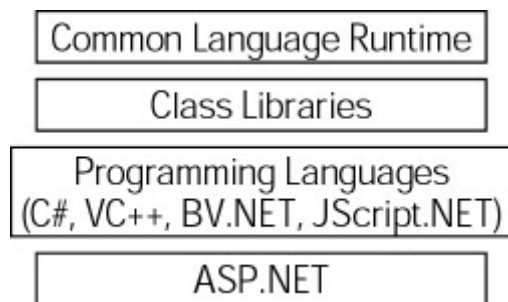 Common Language Runtime
Class Libraries
Programming Languages
(C#, VC++, BV.NET, JScript.NET)
ASP.NET